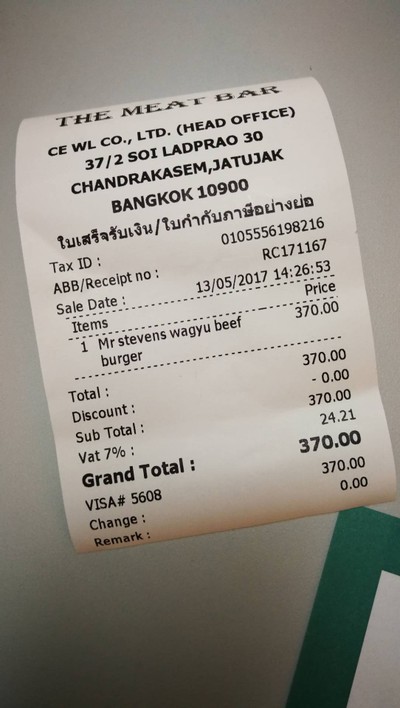 THE MEAT BAR
CE WL CO., LTD. (HEAD OFFICE)
37/2 SOI LADPRAO 30
CHANDRAKASEM,JATUJAK
BANGKOK 10900
ใบเสร็จรับเงิน/ใบกำกับภาษีอย่างย่อ
Tax ID : 0105556198216
ABB/Receipt no : RC171167
Sale Date : 13/05/2017 14:26:53
Items Price
1 Mr stevens wagyu beef 370.00
burger
Total : 370.00
Discount : - 0.00
Sub Total : 370.00
Vat 7% : 24.21
Grand Total : 370.00
VISA# 5608 370.00
Change : 0.00
Remark :